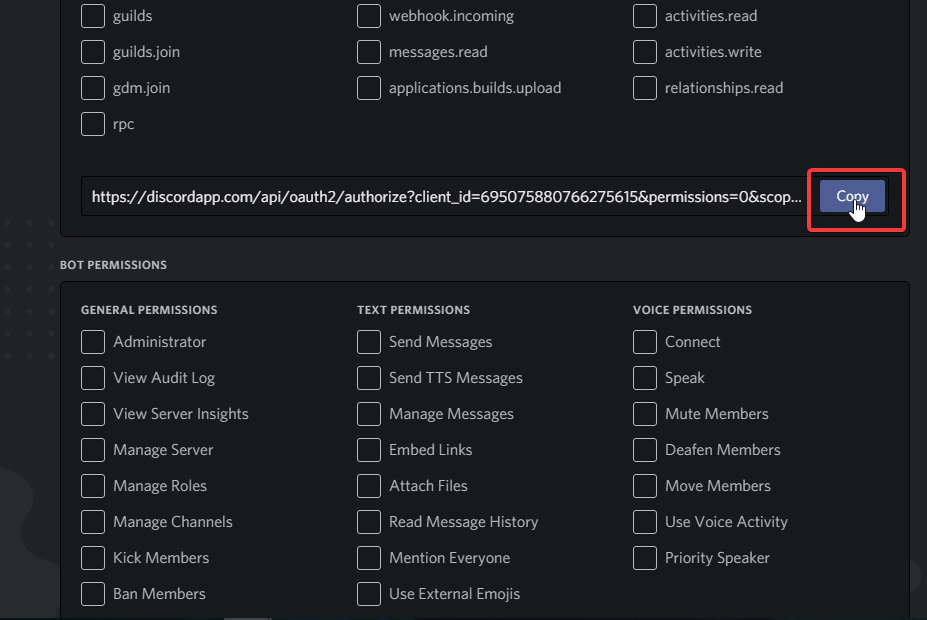 guilds webhook.incoming activities.read
guilds.join messages.read activities.write
gdm.join applications.builds.upload relationships.read
rpc
https://discordapp.com/api/oauth2/authorize?client_id=695075880766275615&permissions=0&scop... Copy
BOT PERMISSIONS
GENERAL PERMISSIONS TEXT PERMISSIONS VOICE PERMISSIONS
Administrator Send Messages Connect
View Audit Log Send TTS Messages Speak
View Server Insights Manage Messages Mute Members
Manage Server Embed Links Deafen Members
Manage Roles Attach Files Move Members
Manage Channels Read Message History Use Voice Activity
Kick Members Mention Everyone Priority Speaker
Ban Members Use External Emojis